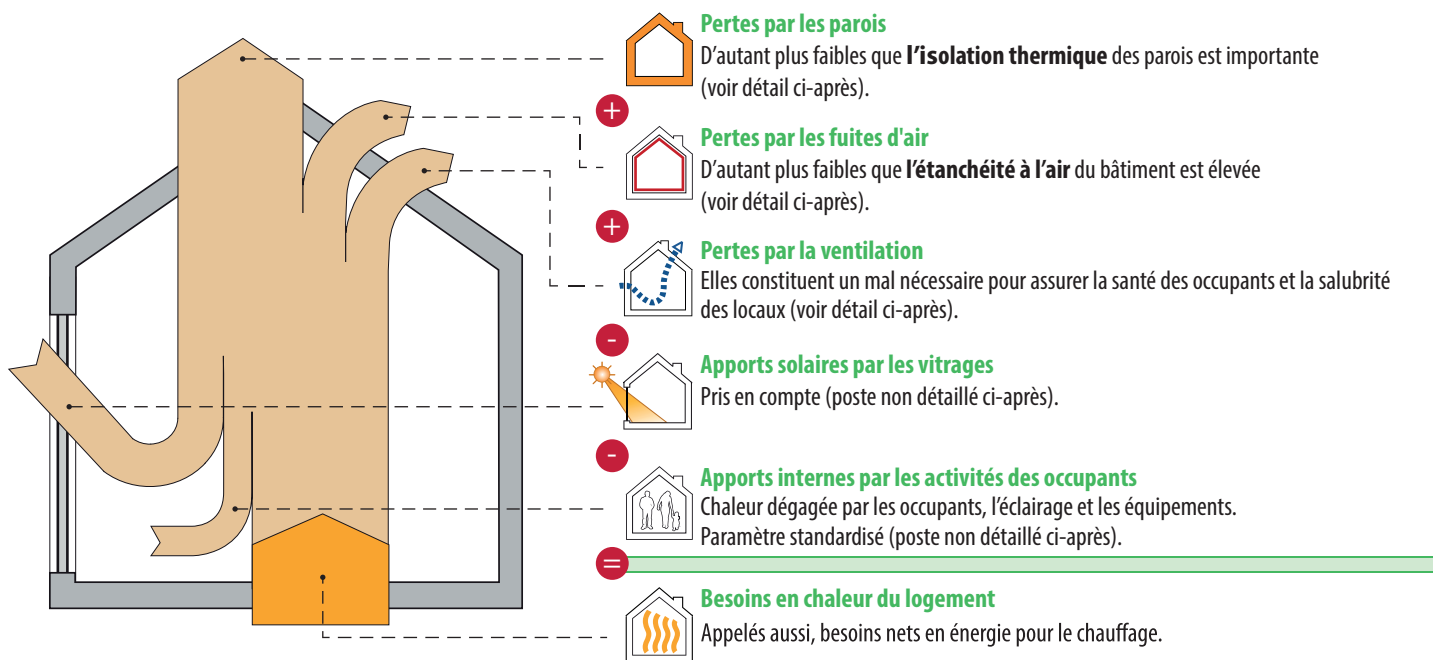 Pertes par les parois
D'autant plus faibles que l'isolation thermique des parois est importante
(voir détail ci-après).
+
Pertes par les fuites d'air
D'autant plus faibles que l'étanchéité à l'air du bâtiment est élevée
(voir détail ci-après).
+
Pertes par la ventilation
Elles constituent un mal nécessaire pour assurer la santé des occupants et la salubrité
des locaux (voir détail ci-après).
-
Apports solaires par les vitrages
Pris en compte (poste non détaillé ci-après).
-
Apports internes par les activités des occupants
Chaleur dégagée par les occupants, l'éclairage et les équipements.
Paramètre standardisé (poste non détaillé ci-après).
=
Besoins en chaleur du logement
Appelés aussi, besoins nets en énergie pour le chauffage.